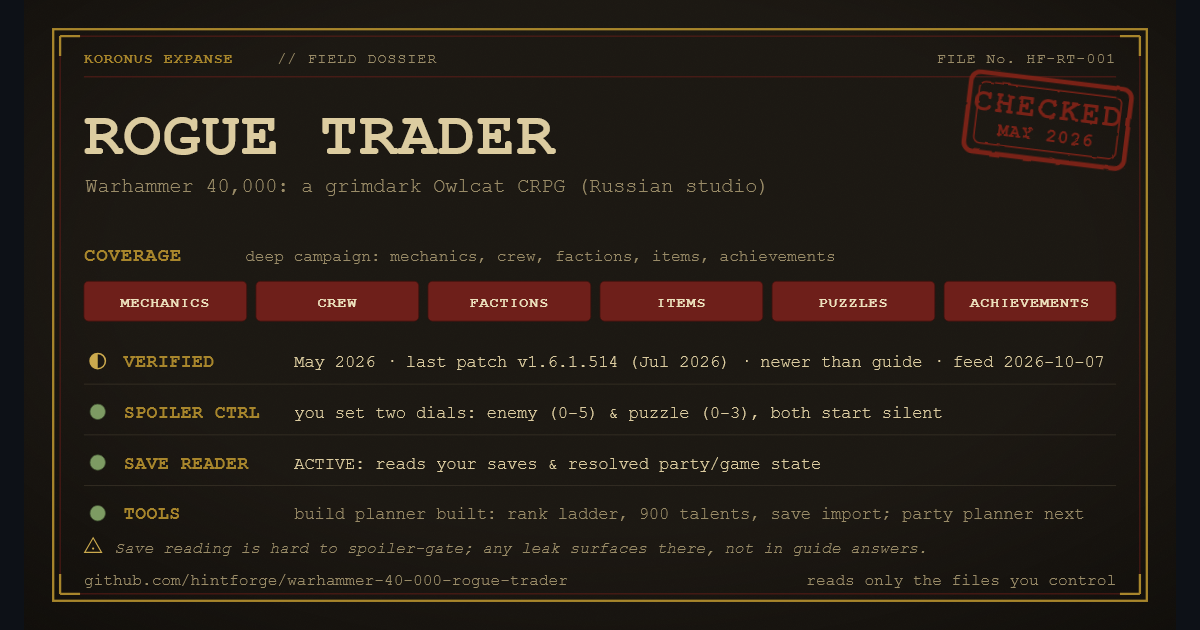 KORONUS EXPANSE // FIELD DOSSIER
FILE No. HF-RT-001
CHECKED
MAY 2026
ROGUE TRADER
Warhammer 40,000: a grimdark Owlcat CRPG (Russian studio)
COVERAGE deep campaign: mechanics, crew, factions, items, achievements
MECHANICS CREW FACTIONS ITEMS PUZZLES ACHIEVEMENTS
VERIFIED May 2026 · last patch v1.6.1.514 (Jul 2026) · newer than guide · feed 2026-10-07
SPOILER CTRL you set two dials: enemy (0-5) & puzzle (0-3), both start silent
SAVE READER ACTIVE: reads your saves & resolved party/game state
TOOLS build planner built: rank ladder, 900 talents, save import; party planner next
Save reading is hard to spoiler-gate; any leak surfaces there, not in guide answers.
github.com/hintforge/warhammer-40-000-rogue-trader
reads only the files you control